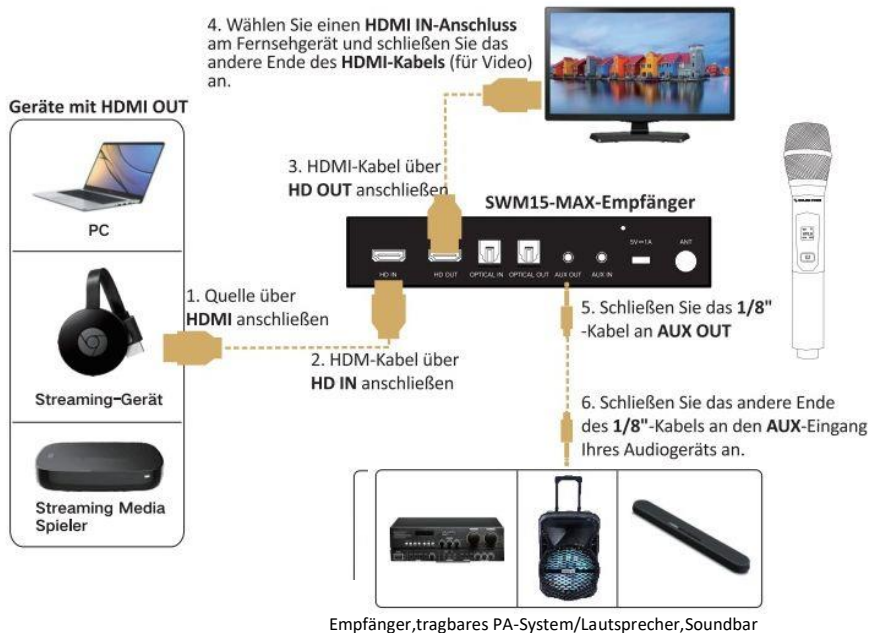 4. Wählen Sie einen HDMI IN-Anschluss
am Fernsehgerät und schließen Sie das
andere Ende des HDMI-Kabels (für Video)
an.
Geräte mit HDMI OUT
PC
Streaming-Gerät
Streaming Media
Spieler
3. HDMI-Kabel über
HD OUT anschließen
SWM15-MAX-Empfänger
5V⎓1A
ANT
HD IN
HD OUT
OPTICAL IN
OPTICAL OUT
AUX OUT
AUX IN
1. Quelle über
HDMI anschließen
2. HDM-Kabel über
HD IN anschließen
5. Schließen Sie das 1/8"
-Kabel an AUX OUT
6. Schließen Sie das andere Ende
des 1/8"-Kabels an den AUX-Eingang
Ihres Audiogeräts an.
Empfänger,tragbares PA-System/Lautsprecher,Soundbar